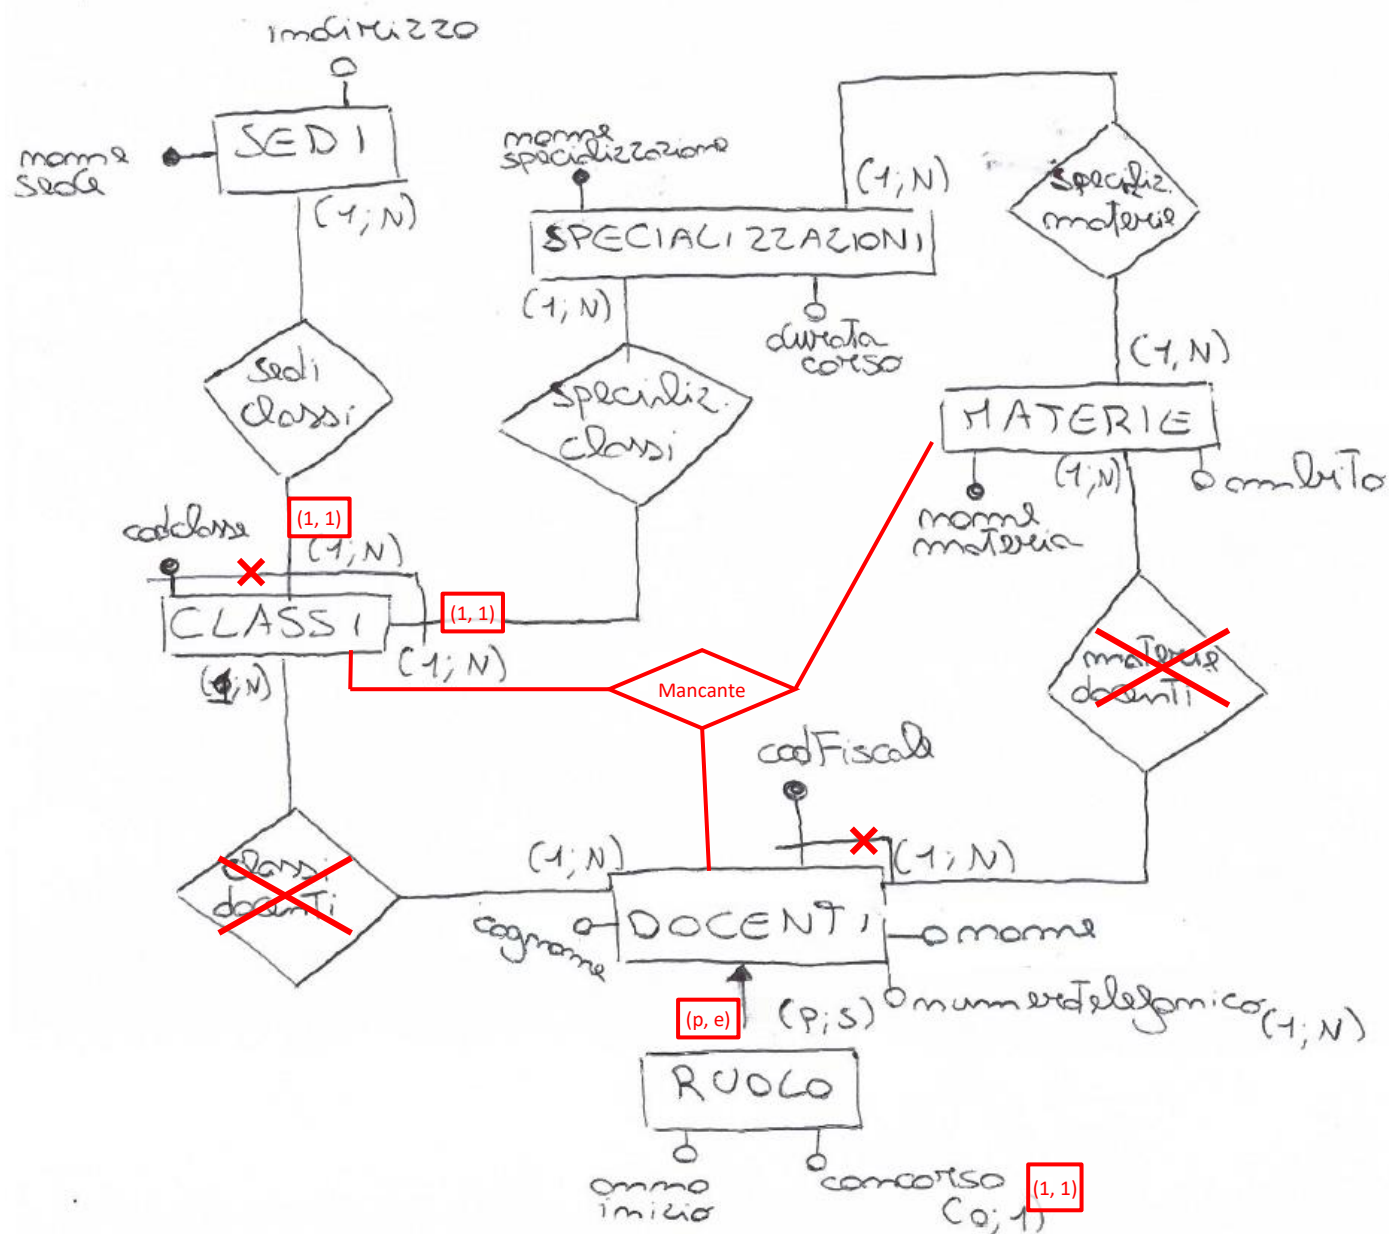 indirizzo
SEDI
nome
sede
(1;N)
nome
specializzazione
(1;N)
specializ.
materie
SPECIALIZZAZIONI
(1;N)
durata
corso
(1,N)
sedi
classi
specializ.
classi
MATERIE
(1;N)
ambito
nome
materia
codclasse
(1, 1)
(1;N)
(1, 1)
CLASSI
(1;N)
(1;N)
Mancante
materie
docenti
codFiscale
classi
docenti
(1;N)
(1;N)
DOCENTI
cognome
nome
numeroTelefonico (1;N)
(p, e)
(p;s)
RUOLO
anno
inizio
concorso
(0;1)
(1, 1)